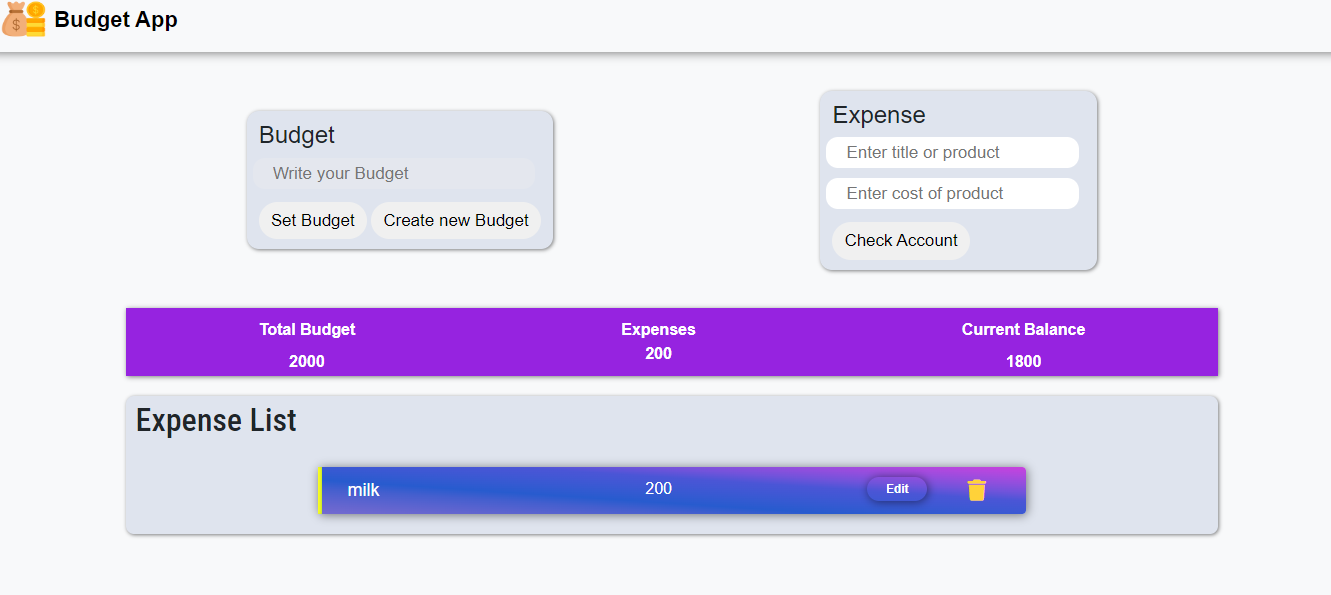 Budget App
Budget
Write your Budget
Set Budget Create new Budget
Expense
Enter title or product
Enter cost of product
Check Account
Total Budget Expenses Current Balance
2000 200 1800
Expense List
milk 200 Edit